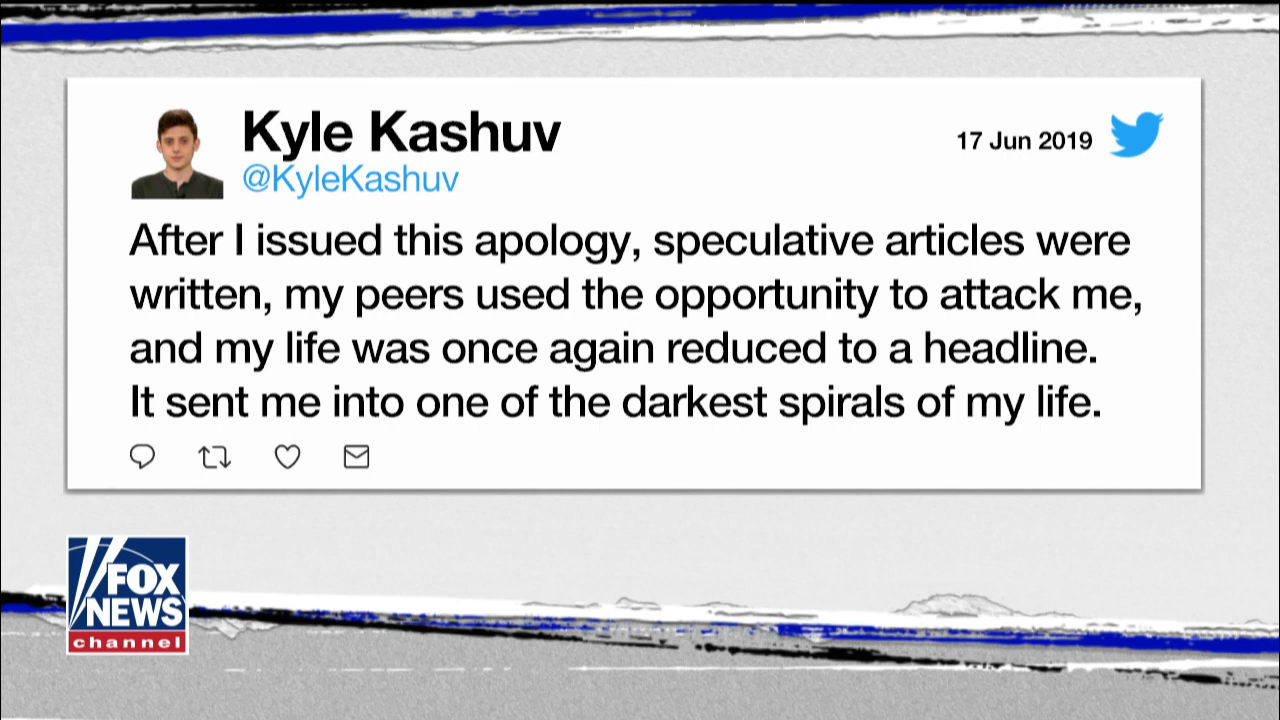 Kyle Kashuv
@KyleKashuv
17 Jun 2019
After I issued this apology, speculative articles were
written, my peers used the opportunity to attack me,
and my life was once again reduced to a headline.
It sent me into one of the darkest spirals of my life.
FOX
NEWS
channel